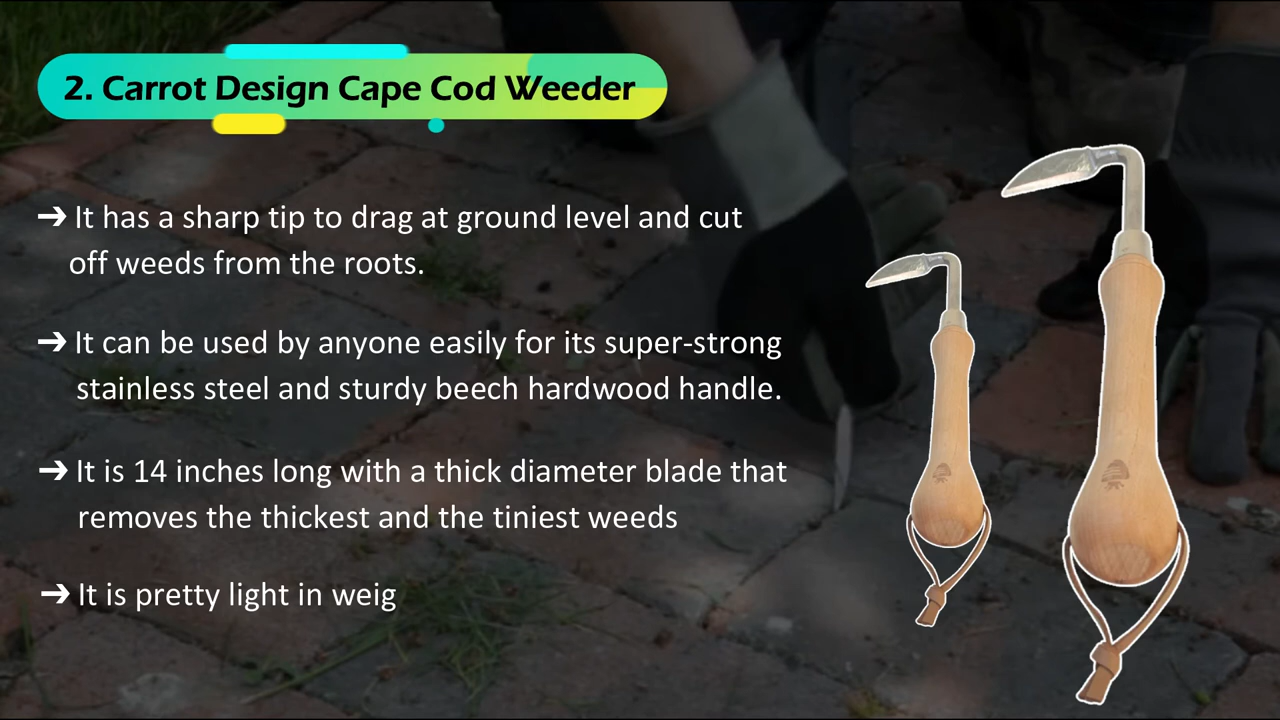 2. Carrot Design Cape Cod Weeder
➔ It has a sharp tip to drag at ground level and cut
off weeds from the roots.
➔ It can be used by anyone easily for its super-strong
stainless steel and sturdy beech hardwood handle.
➔ It is 14 inches long with a thick diameter blade that
removes the thickest and the tiniest weeds
➔ It is pretty light in weig